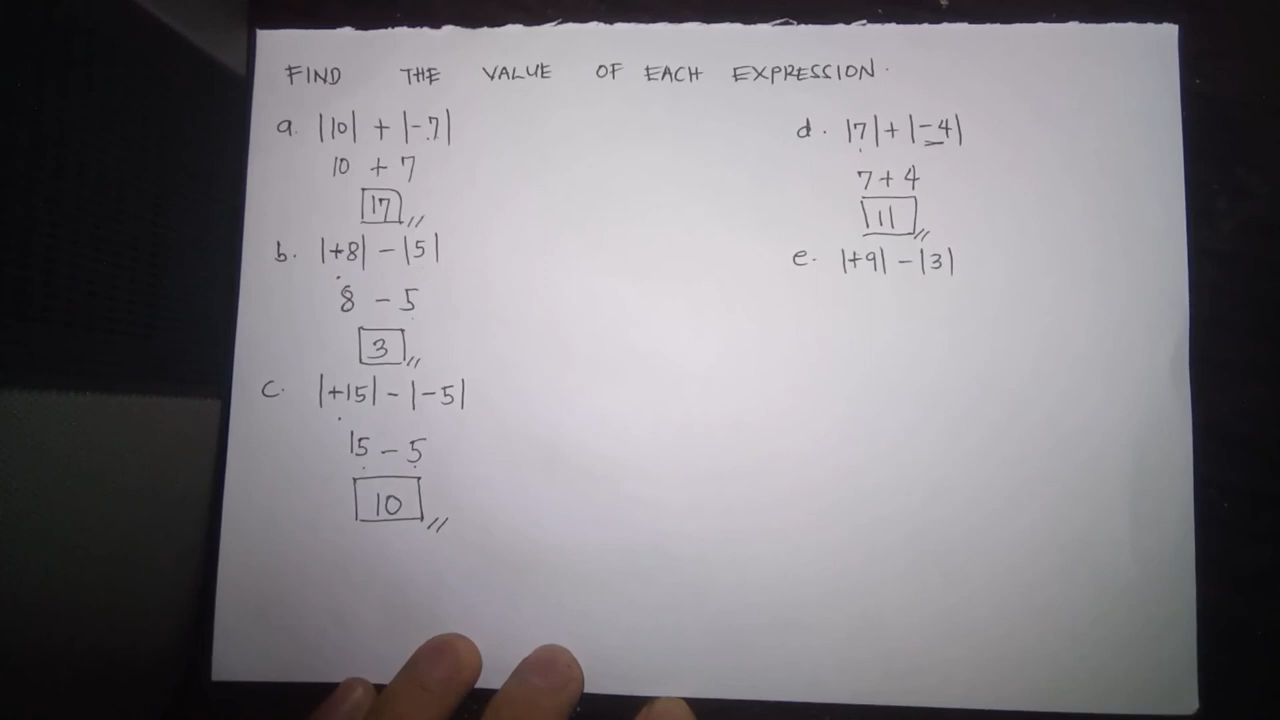 FIND THE VALUE OF EACH EXPRESSION.
a. |10| + |-7|
10 + 7
17
b. |+8| - |5|
8 - 5
3
c. |+15| - |-5|
15 - 5
10
d. |7| + |-4|
7 + 4
11
e. |+9| - |3|